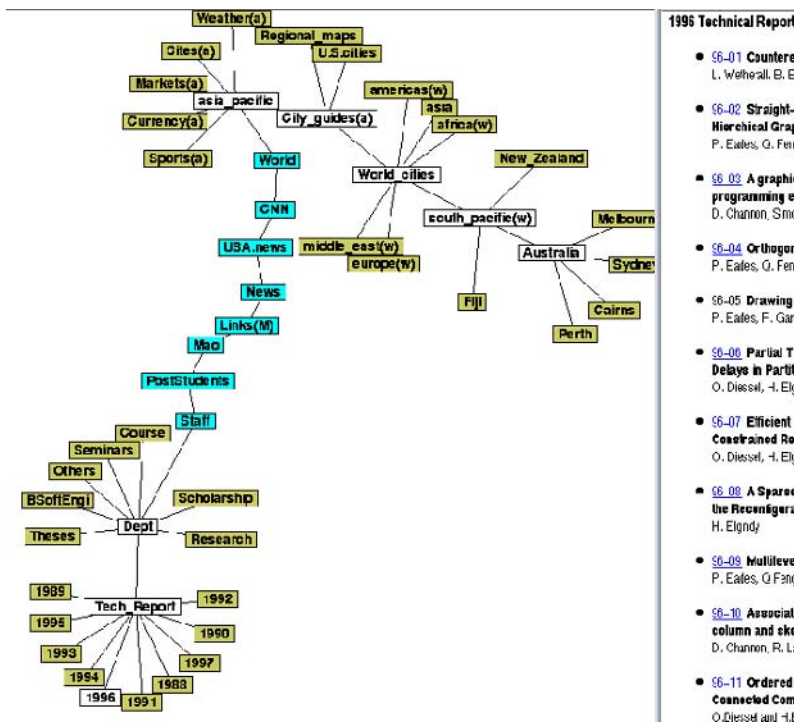 Weather(a)
Regional_maps
Cites(a)
U.S.cities
Markets(a)
americas(w)
asia_pacific
asia
Currency(a)
City_guides(a)
africa(w)
Sports(a)
World
New_Zealand
World_cities
CNN
south_pacific(w)
Melbourn
USA.news
middle_east(w)
Australia
europe(w)
Sydney
News
Fiji
Cairns
Links(M)
Perth
Mao
PostStudents
Staff
Course
Seminars
Others
BSoftEngi
Scholarship
Dept
Theses
Research
1989
1992
Tech_Report
1995
1990
1993
1997
1994
1988
1996
1991
1996 Technical Report
96-01 Countere
L. Wetherall, B. E
96-02 Straight-
Hierchical Grap
P. Eades, Q. Fen
96-03 A graphic
programming e
D. Channon, Simo
96-04 Orthogon
P. Eades, Q. Fen
96-05 Drawing
P. Eades, F. Gar
96-06 Partial T
Delays in Partit
O. Diessel, H. Elg
96-07 Efficient
Constrained Ro
O. Diessel, H. Elg
96-08 A Sparse
the Reconfigura
H. Elgindy
96-09 Multileve
P. Eades, Q Feng
96-10 Associat
column and ske
D. Channon, R. L
96-11 Ordered
Connected Com
O.Diessel and H.E